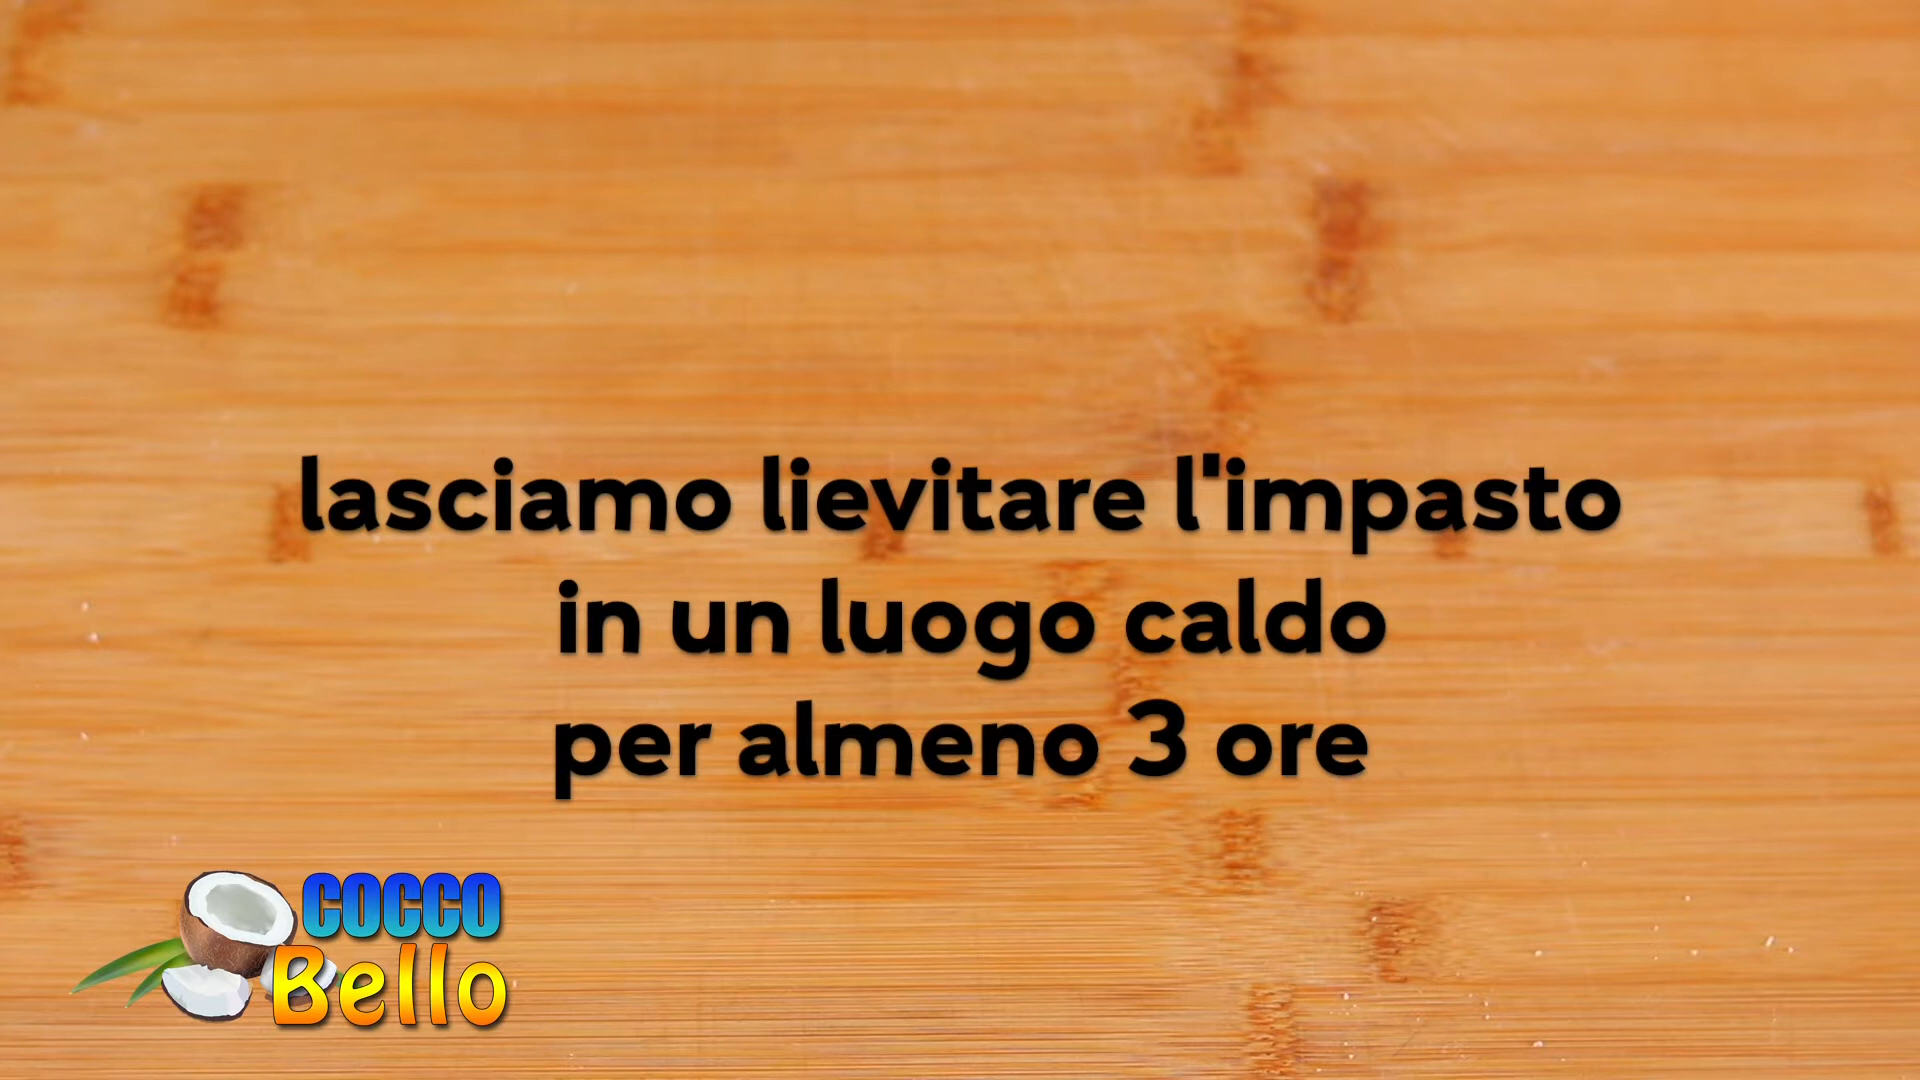 lasciamo lievitare l'impasto
in un luogo caldo
per almeno 3 ore
COCCO
Bello